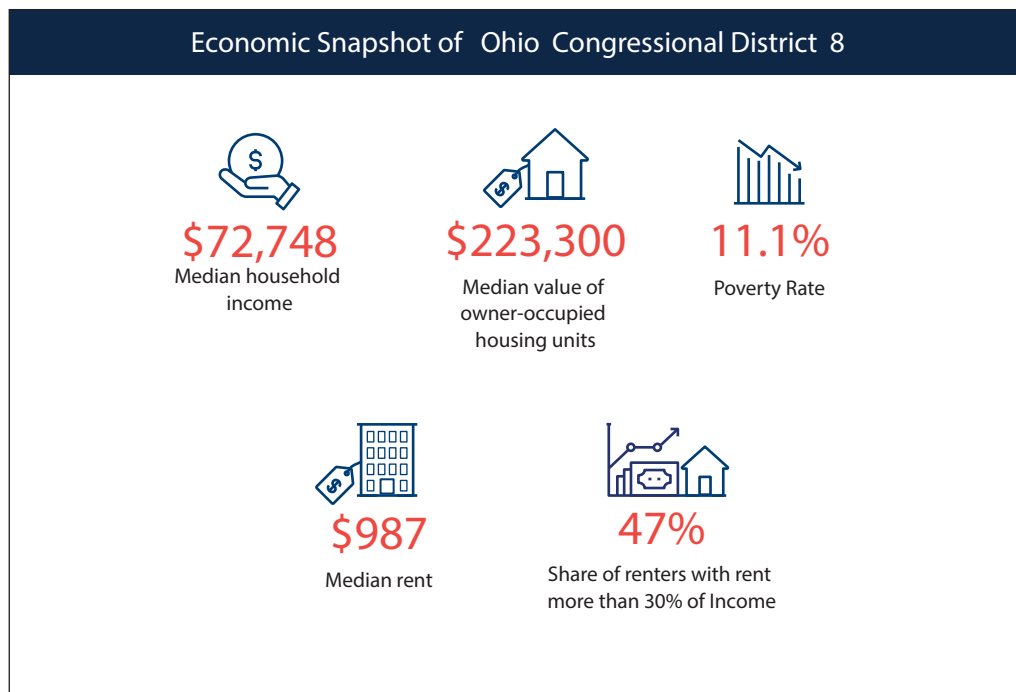 Economic Snapshot of Ohio Congressional District 8
$
$
$72,748
Median household
income
$223,300
Median value of
owner-occupied
housing units
11.1%
Poverty Rate
$
$987
Median rent
47%
Share of renters with rent
more than 30% of Income